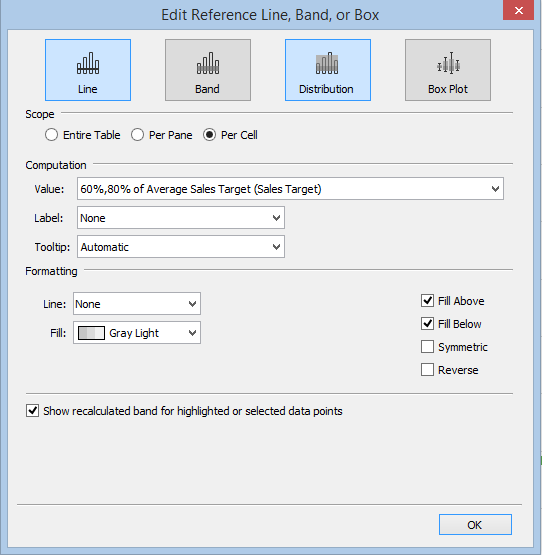 Edit Reference Line, Band, or Box
Line Band Distribution Box Plot
Scope
Entire Table Per Pane Per Cell
Computation
Value: 60%,80% of Average Sales Target (Sales Target)
Label: None
Tooltip: Automatic
Formatting
Line: None
Fill Above
Fill: Gray Light
Fill Below
Symmetric
Reverse
Show recalculated band for highlighted or selected data points
OK